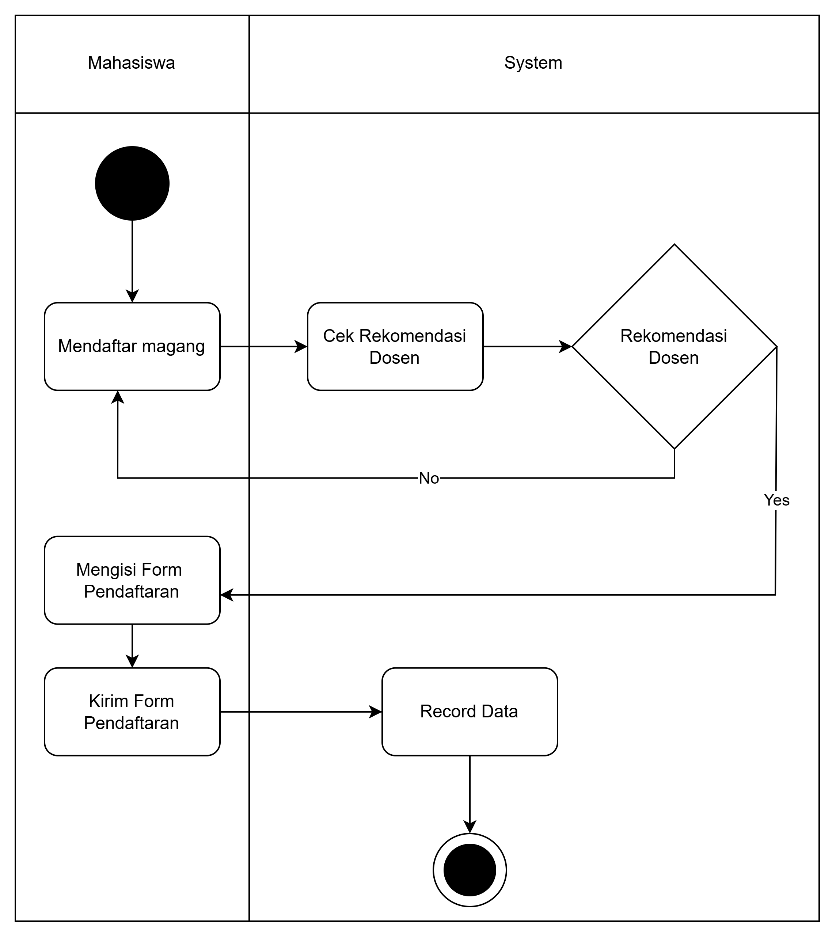 Mahasiswa
System
Mendaftar magang
Cek Rekomendasi
Dosen
Rekomendasi
Dosen
No
Yes
Mengisi Form
Pendaftaran
Kirim Form
Pendaftaran
Record Data